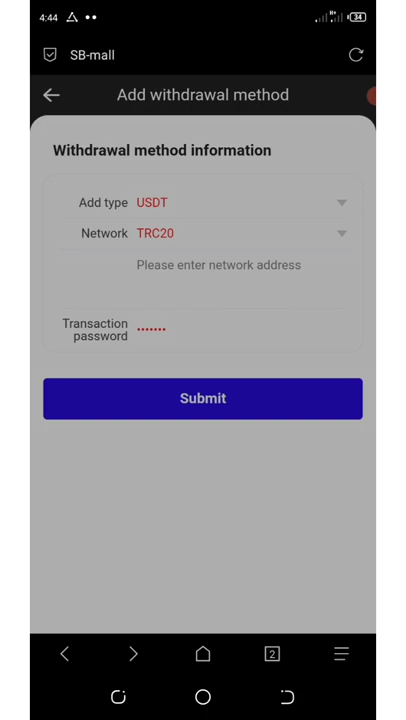 4:44
H+
34
SB-mall
Add withdrawal method
Withdrawal method information
Add type USDT
Network TRC20
Please enter network address
Transaction
password •••••••
Submit
2